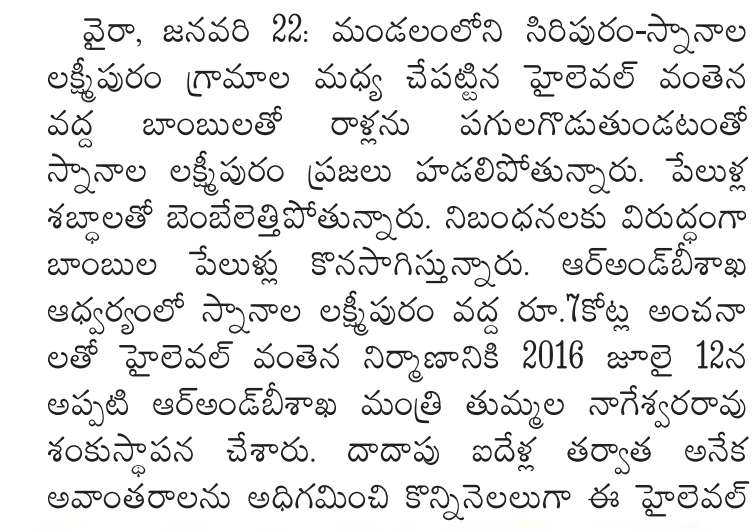 వైరా, జనవరి 22: మండలంలోని సిరిపురం-స్నానాల
లక్ష్మీపురం గ్రామాల మధ్య చేపట్టిన హైలెవల్ వంతెన
వద్ద బాంబులతో రాళ్లను పగులగొడుతుండటంతో
స్నానాల లక్ష్మీపురం ప్రజలు హడలిపోతున్నారు. పేలుళ్ల
శబ్ధాలతో బెంబేలెత్తిపోతున్నారు. నిబంధనలకు విరుద్ధంగా
బాంబుల పేలుళ్లు కొనసాగిస్తున్నారు. ఆర్అండ్‌బీశాఖ
ఆధ్వర్యంలో స్నానాల లక్ష్మీపురం వద్ద రూ.7కోట్ల అంచనా
లతో హైలెవల్ వంతెన నిర్మాణానికి 2016 జూలై 12న
అప్పటి ఆర్అండ్‌బీశాఖ మంత్రి తుమ్మల నాగేశ్వరరావు
శంకుస్థాపన చేశారు. దాదాపు ఐదేళ్ల తర్వాత అనేక
అవాంతరాలను అధిగమించి కొన్నినెలలుగా ఈ హైలెవల్